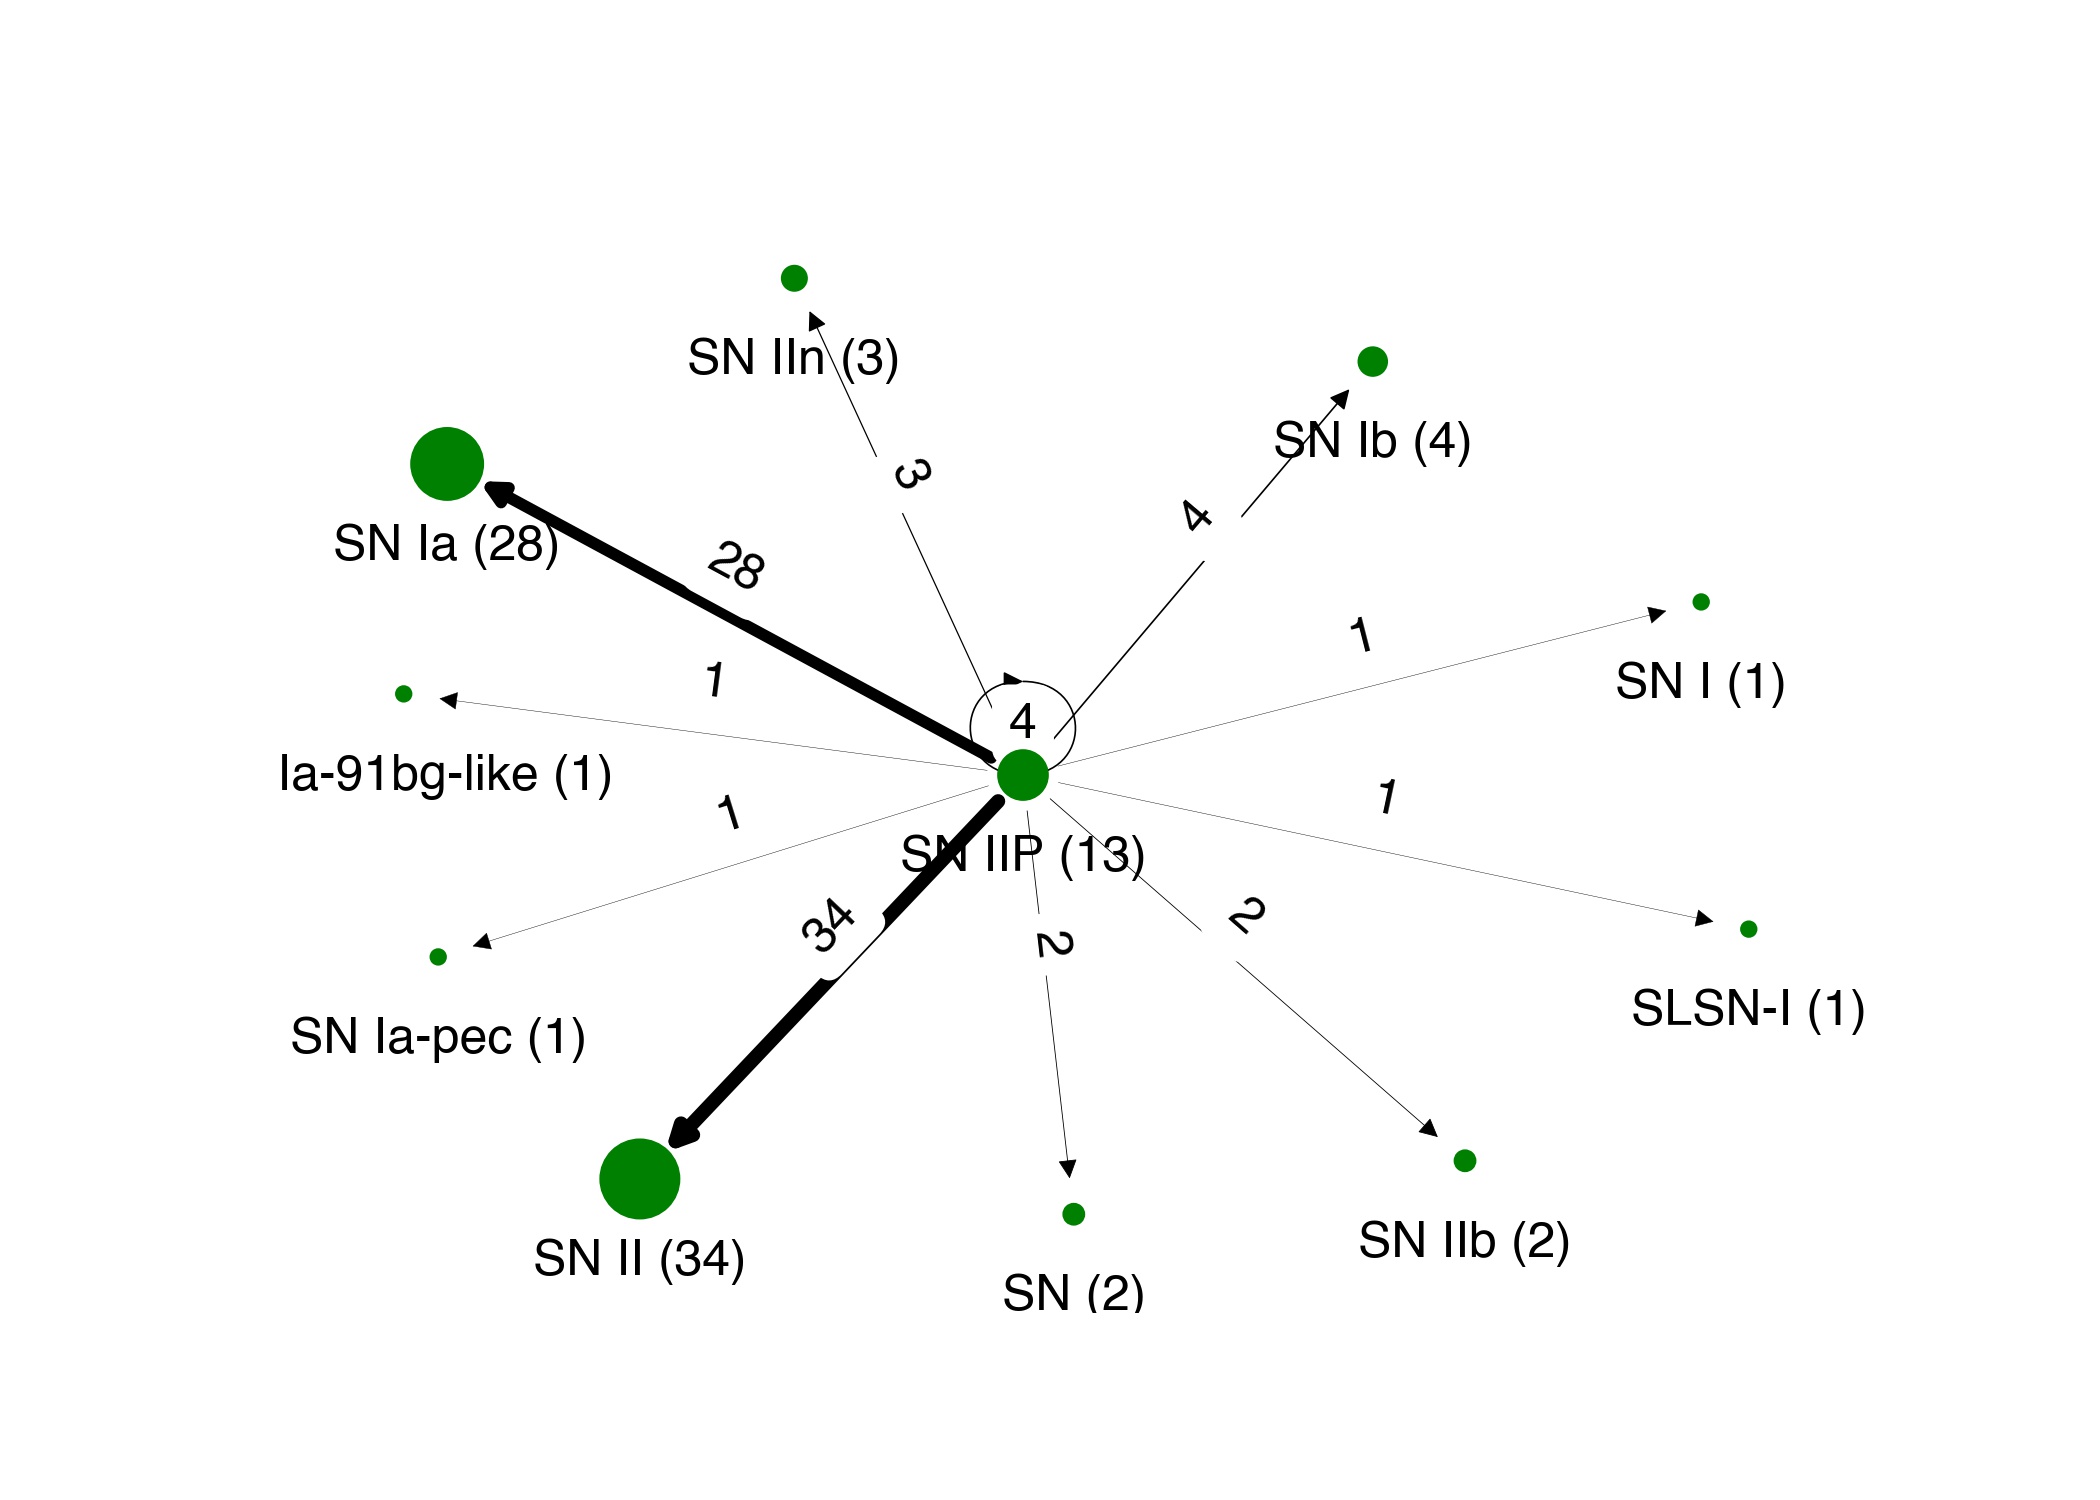 SN IIn (3)
SN Ib (4)
3
4
SN Ia (28)
28
1
SN I (1)
1
4
Ia-91bg-like (1)
1
1
SN IIP (13)
34
2
2
SLSN-I (1)
SN Ia-pec (1)
SN II (34)
SN IIb (2)
SN (2)